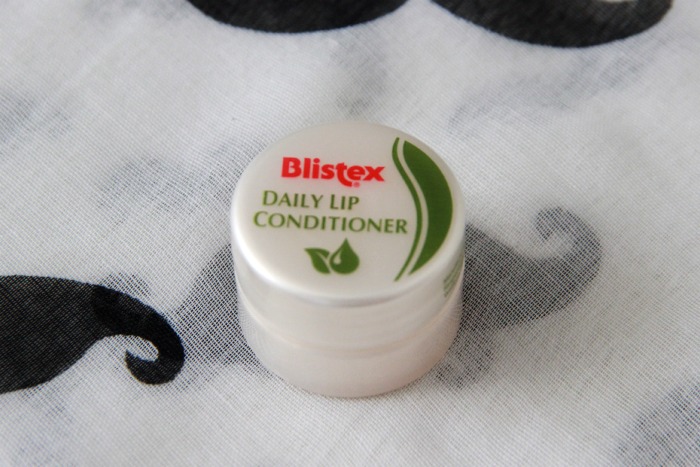 Blistex
DAILY LIP
CONDITIONER